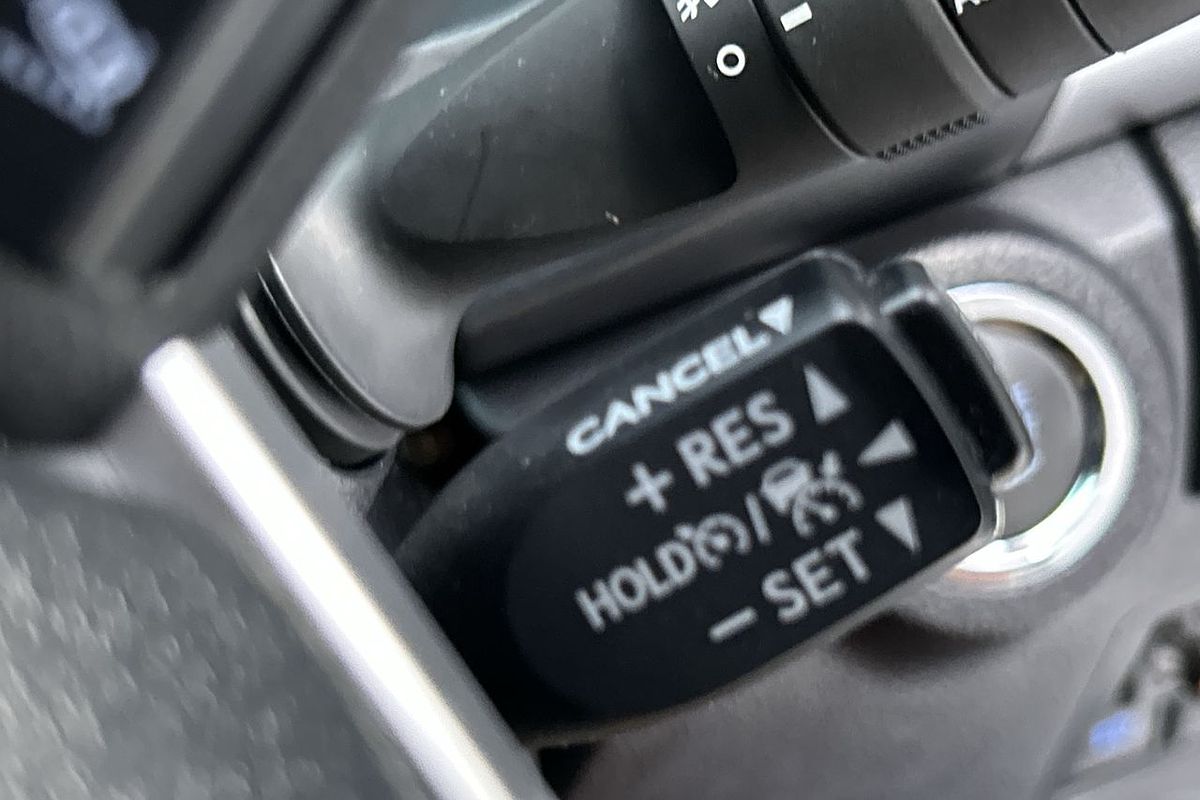 CANCEL
+ RES
HOLD /
− SET